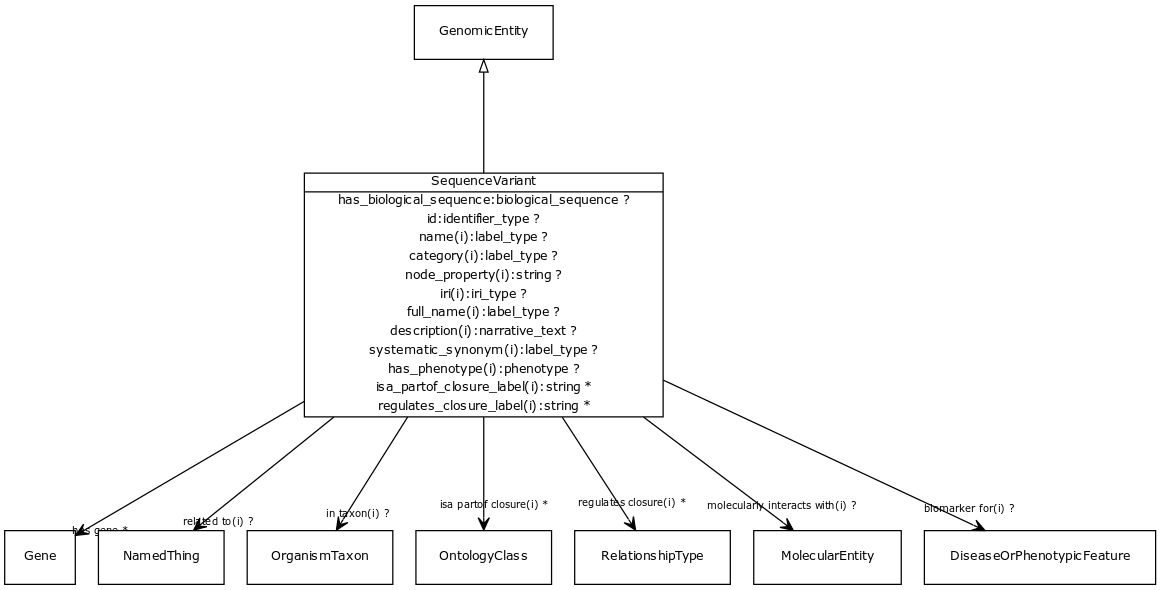 GenomicEntity
SequenceVariant
has_biological_sequence:biological_sequence ?
id:identifier_type ?
name(i):label_type ?
category(i):label_type ?
node_property(i):string ?
iri(i):iri_type ?
full_name(i):label_type ?
description(i):narrative_text ?
systematic_synonym(i):label_type ?
has_phenotype(i):phenotype ?
isa_partof_closure_label(i):string *
regulates_closure_label(i):string *
has gene *
related to(i) ?
in taxon(i) ?
isa partof closure(i) *
regulates closure(i) *
molecularly interacts with(i) ?
biomarker for(i) ?
Gene
NamedThing
OrganismTaxon
OntologyClass
RelationshipType
MolecularEntity
DiseaseOrPhenotypicFeature